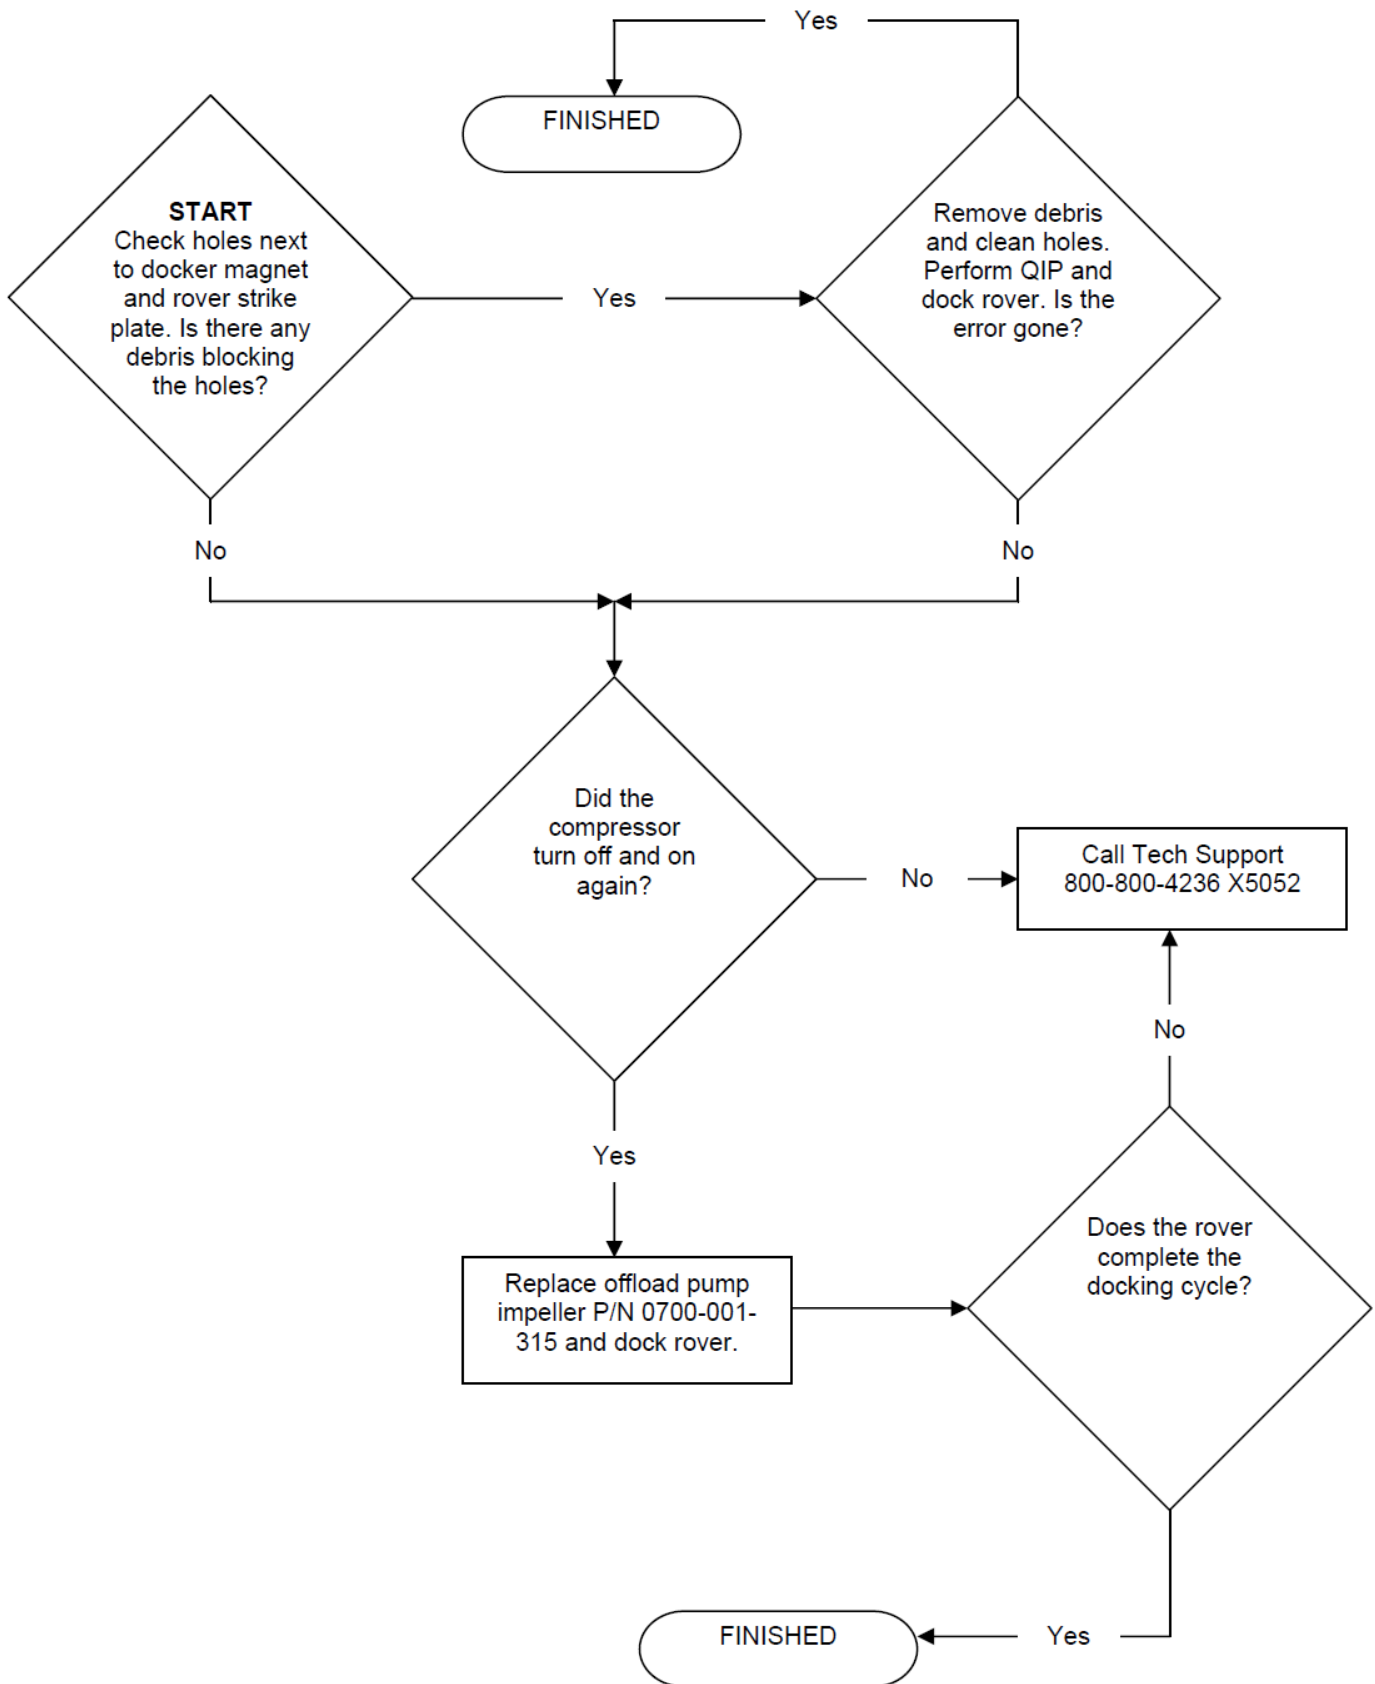 Yes
FINISHED
START
Check holes next
to docker magnet
and rover strike
plate. Is there any
debris blocking
the holes?
Yes
Remove debris
and clean holes.
Perform QIP and
dock rover. Is the
error gone?
No
No
Did the
compressor
turn off and on
again?
No
Call Tech Support
800-800-4236 X5052
No
Yes
Replace offload pump
impeller P/N 0700-001-
315 and dock rover.
Does the rover
complete the
docking cycle?
FINISHED
Yes